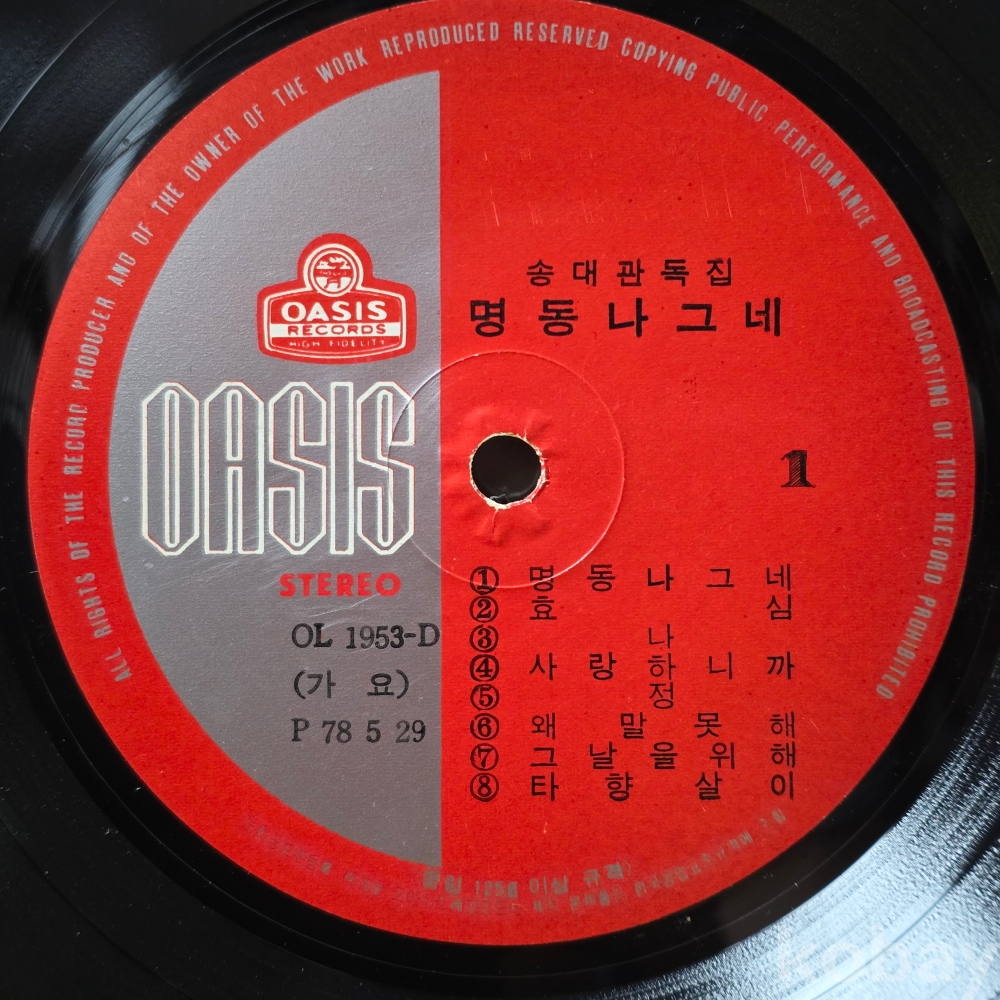 ALL RIGHTS OF THE RECORD PRODUCER AND OF THE OWNER OF THE WORK REPRODUCED RESERVED COPYING PUBLIC PERFORMANCE AND BROADCASTING OF THIS RECORD PROHIBITED
송대관독집
명동나그네
OASIS
RECORDS
HIGH FIDELITY
OASIS
STEREO
1
OL 1953-D
(가 요)
P 78 5 29
① 명동나그네
② 효심
③ 나
④ 사랑하니까
⑤ 정
⑥ 왜 말 못 해
⑦ 그날을위해
⑧ 타향살이
kobay